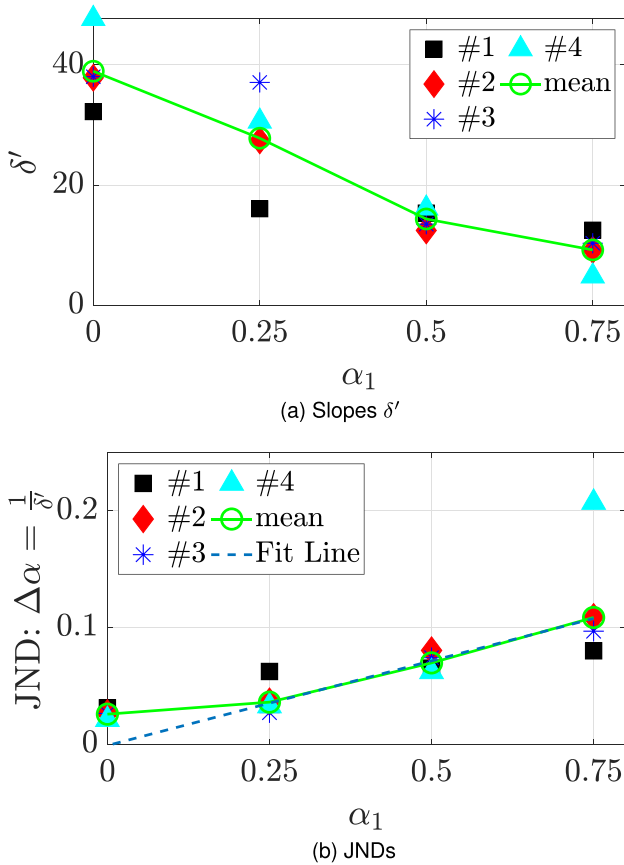 40
20
0
δ′
#1 #4
#2 mean
#3
0 0.25 0.5 0.75
α₁
(a) Slopes δ′
0.2
0.1
0
JND: Δα = 1/δ′
#1 #4
#2 mean
#3 Fit Line
0 0.25 0.5 0.75
α₁
(b) JNDs